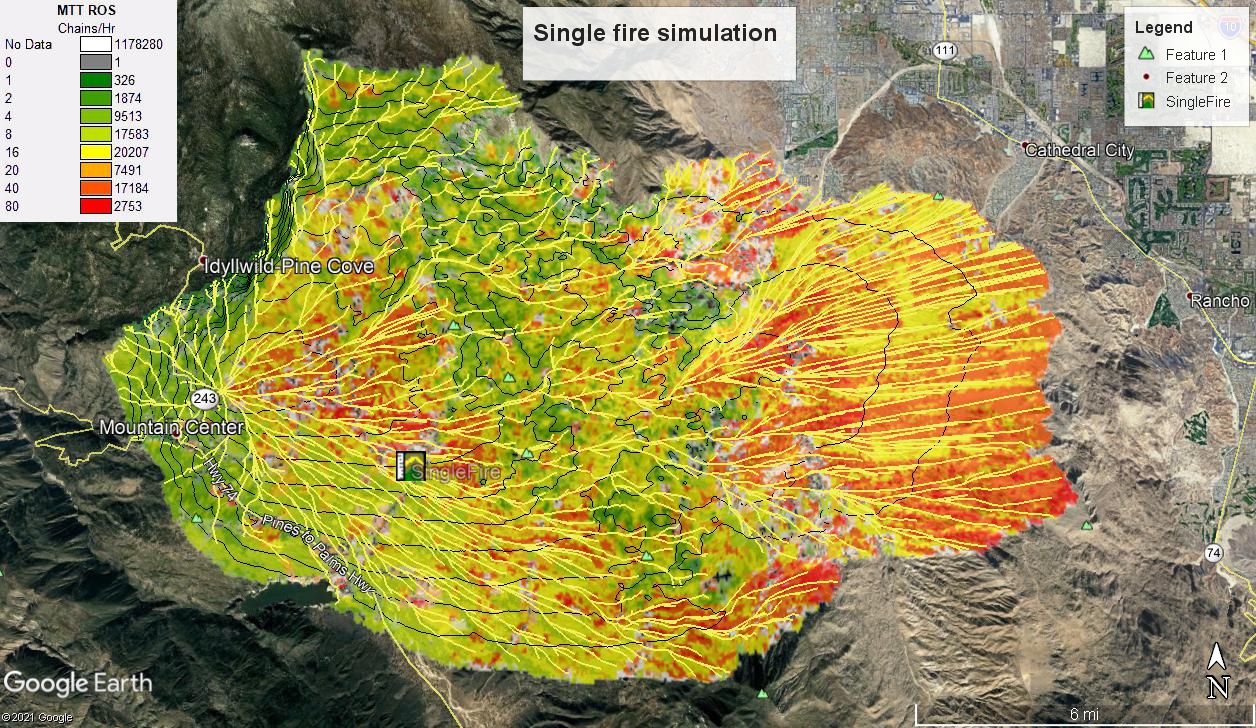 MTT ROS
Chains/Hr
No Data 1178280
0 1
1 326
2 1874
4 9513
8 17583
16 20207
20 7491
40 17184
80 2753
Single fire simulation
Legend
10
Feature 1
Feature 2
SingleFire
111
Cathedral City
Idyllwild-Pine Cove
Rancho
243
Mountain Center
SingleFire
Hwy-74
Pines to Palms Hwy
74
Google Earth
©2021 Google
N
6 mi